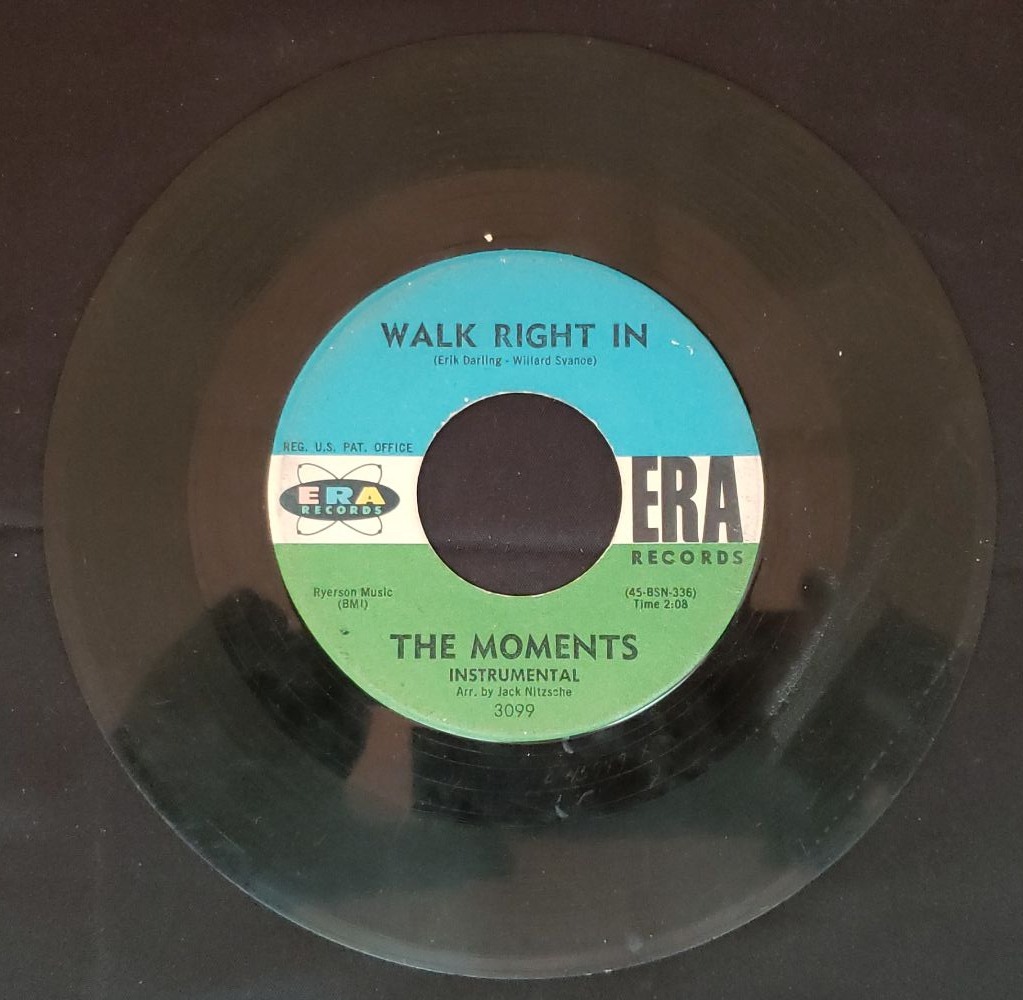 WALK RIGHT IN
(Erik Darling - Willard Svanoe)
REG. U.S. PAT. OFFICE
ERA
RECORDS
ERA
RECORDS
Ryerson Music
(BMI)
(45-BSN-336)
Time 2:08
THE MOMENTS
INSTRUMENTAL
Arr. by Jack Nitzsche
3099